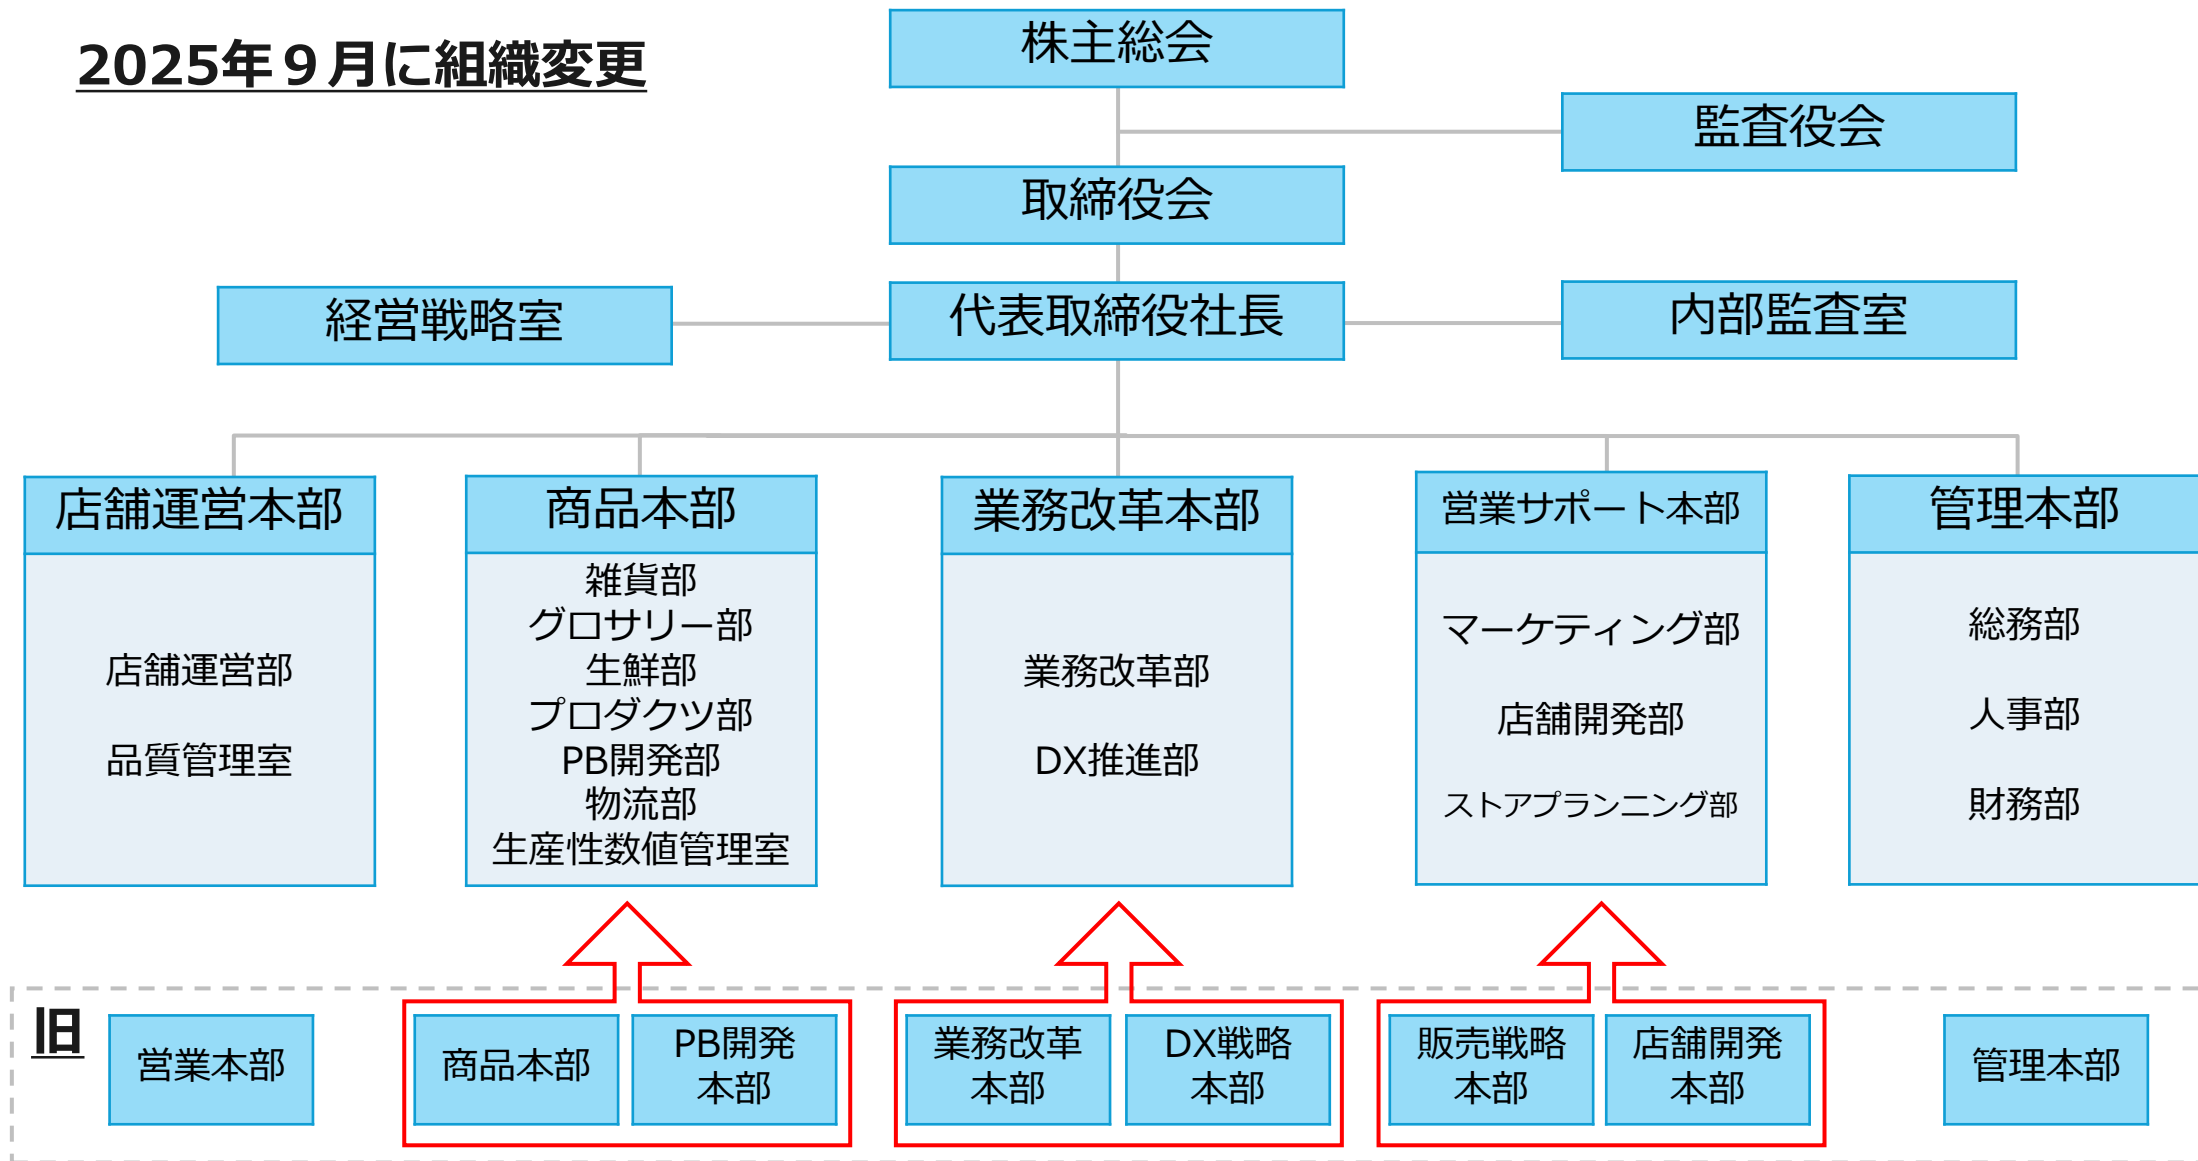 2025年９月に組織変更
株主総会
監査役会
取締役会
経営戦略室
代表取締役社長
内部監査室
店舗運営本部
店舗運営部
品質管理室
商品本部
雑貨部
グロサリー部
生鮮部
プロダクツ部
PB開発部
物流部
生産性数値管理室
業務改革本部
業務改革部
DX推進部
営業サポート本部
マーケティング部
店舗開発部
ストアプランニング部
管理本部
総務部
人事部
財務部
旧
営業本部
商品本部
PB開発
本部
業務改革
本部
DX戦略
本部
販売戦略
本部
店舗開発
本部
管理本部